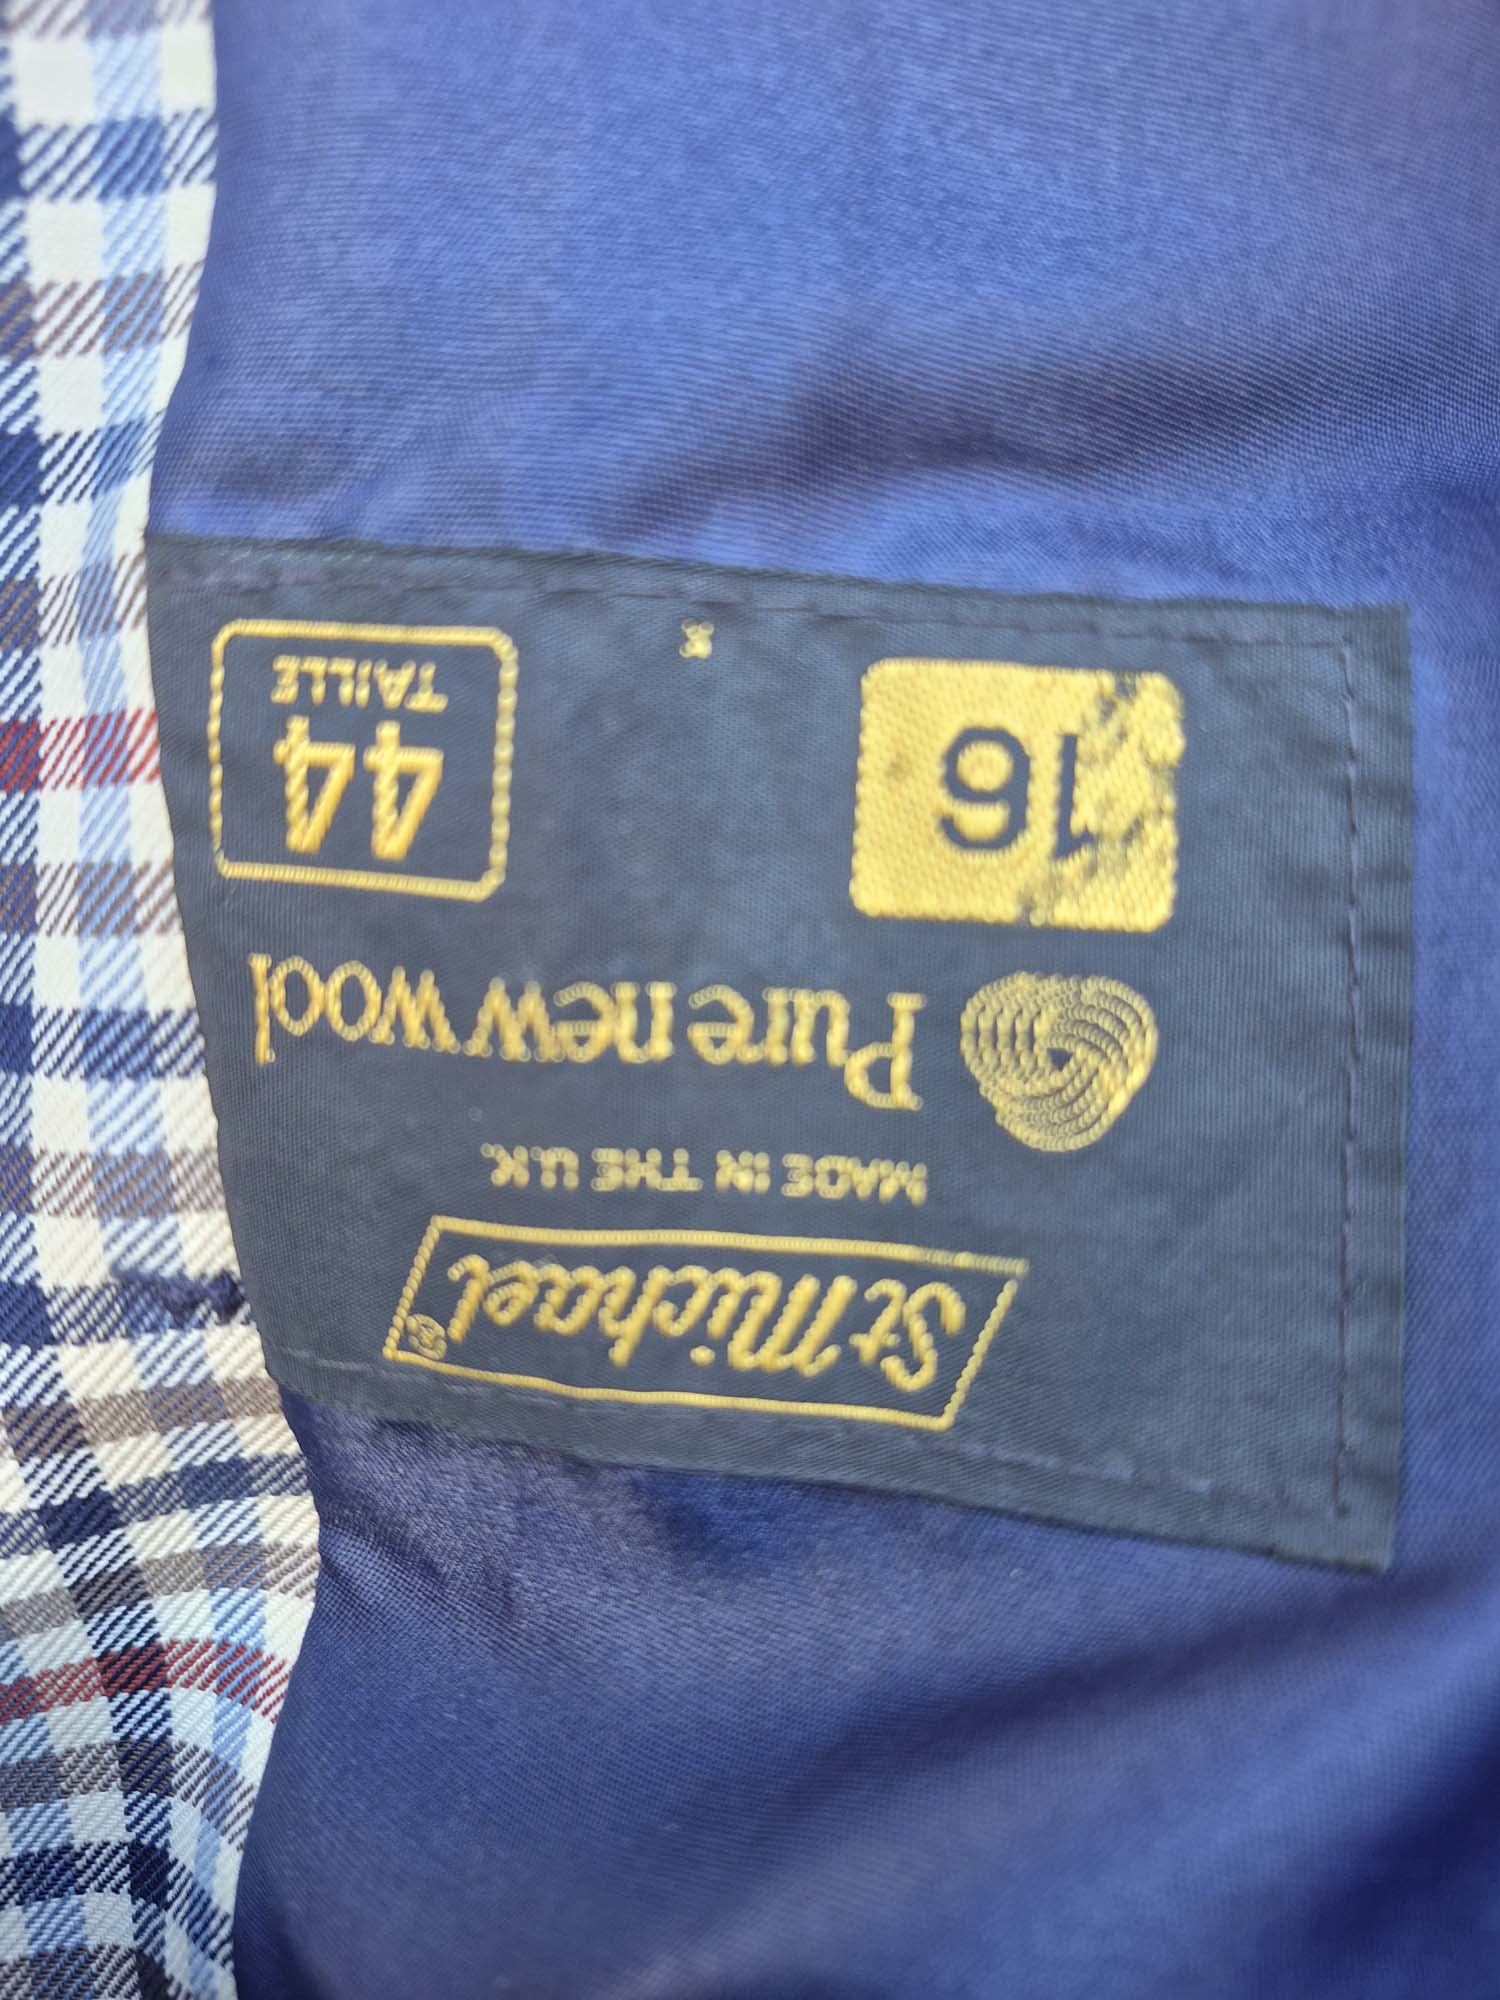 St Michael®
MADE IN THE U.K.
Pure new wool
16
44
TAILLE